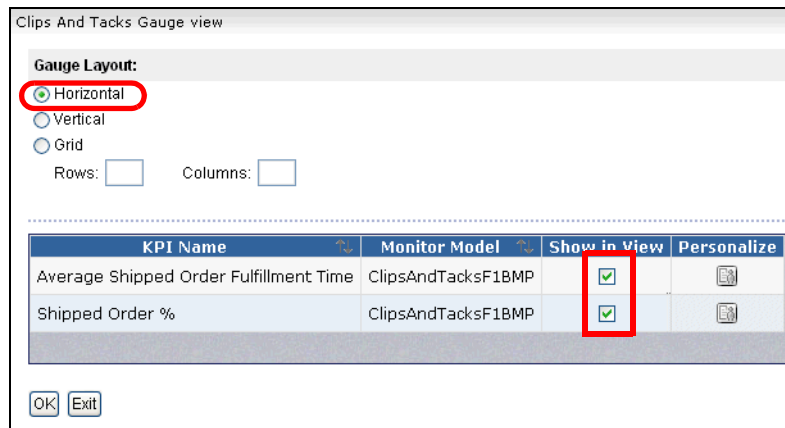 Clips And Tacks Gauge view
Gauge Layout:
Horizontal
Vertical
Grid
Rows: Columns:
KPI Name Monitor Model Show in View Personalize
Average Shipped Order Fulfillment Time ClipsAndTacksF1BMP
Shipped Order % ClipsAndTacksF1BMP
OK Exit